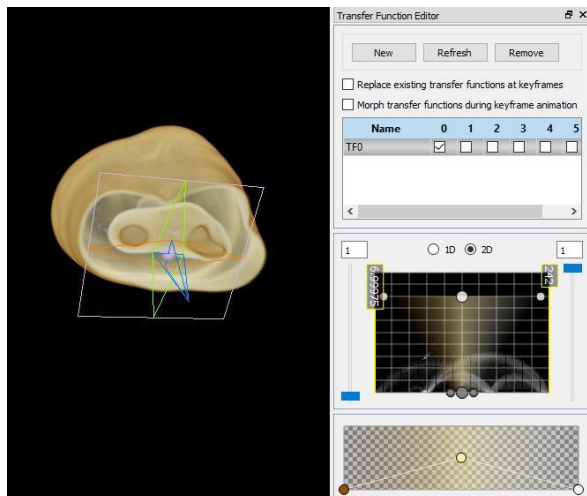 Transfer Function Editor
New Refresh Remove
Replace existing transfer functions at keyframes
Morph transfer functions during keyframe animation
Name 0 1 2 3 4 5
TF0
1 1D 2D 1
6.99975 242